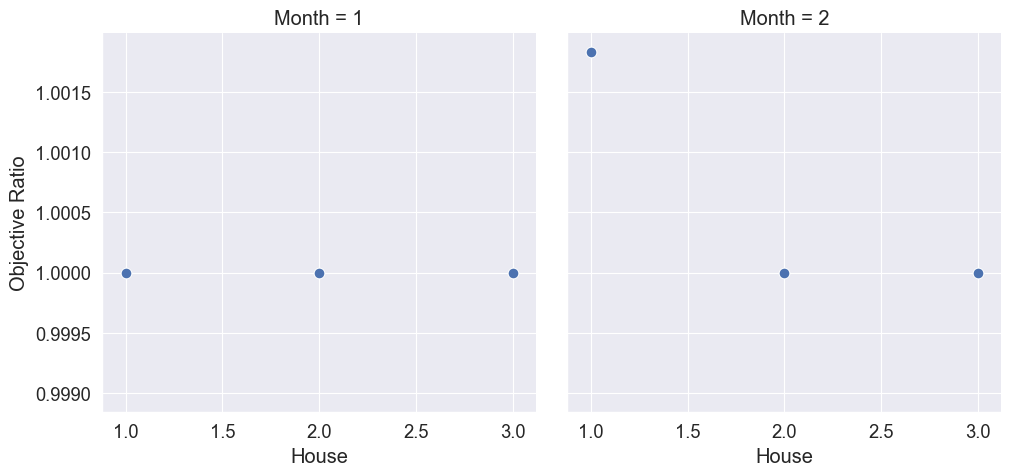 Month = 1
Month = 2
Objective Ratio
1.0015
1.0010
1.0005
1.0000
0.9995
0.9990
1.0 1.5 2.0 2.5 3.0
1.0 1.5 2.0 2.5 3.0
House
House